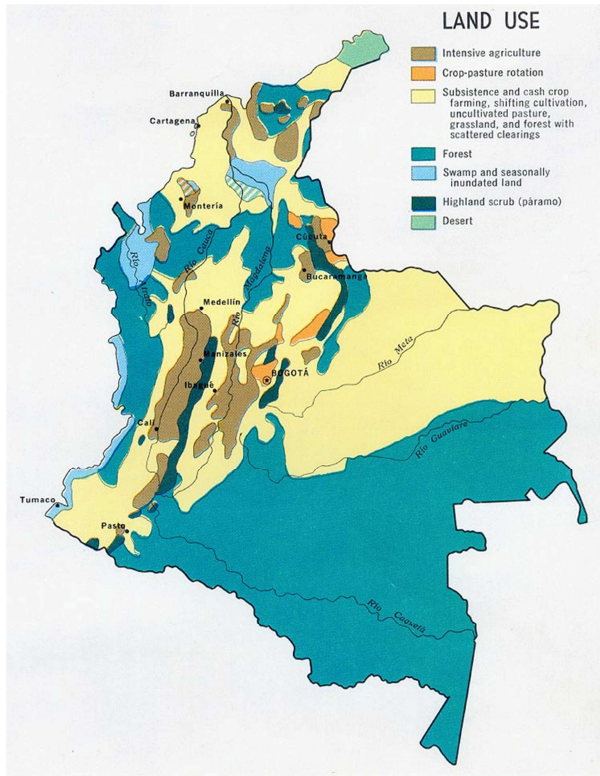 LAND USE
Intensive agriculture
Crop-pasture rotation
Subsistence and cash crop
farming, shifting cultivation,
uncultivated pasture,
grassland, and forest with
scattered clearings
Forest
Swamp and seasonally
inundated land
Highland scrub (páramo)
Desert
Barranquilla
Cartagena
Montería
Cúcuta
Bucaramanga
Río Cauca
Magdalena
Río Atrato
Medellín
Río
Manizales
Río Meta
BOGOTÁ
Ibagué
Cali
Río Guaviare
Tumaco
Pasto
Río Caquetá